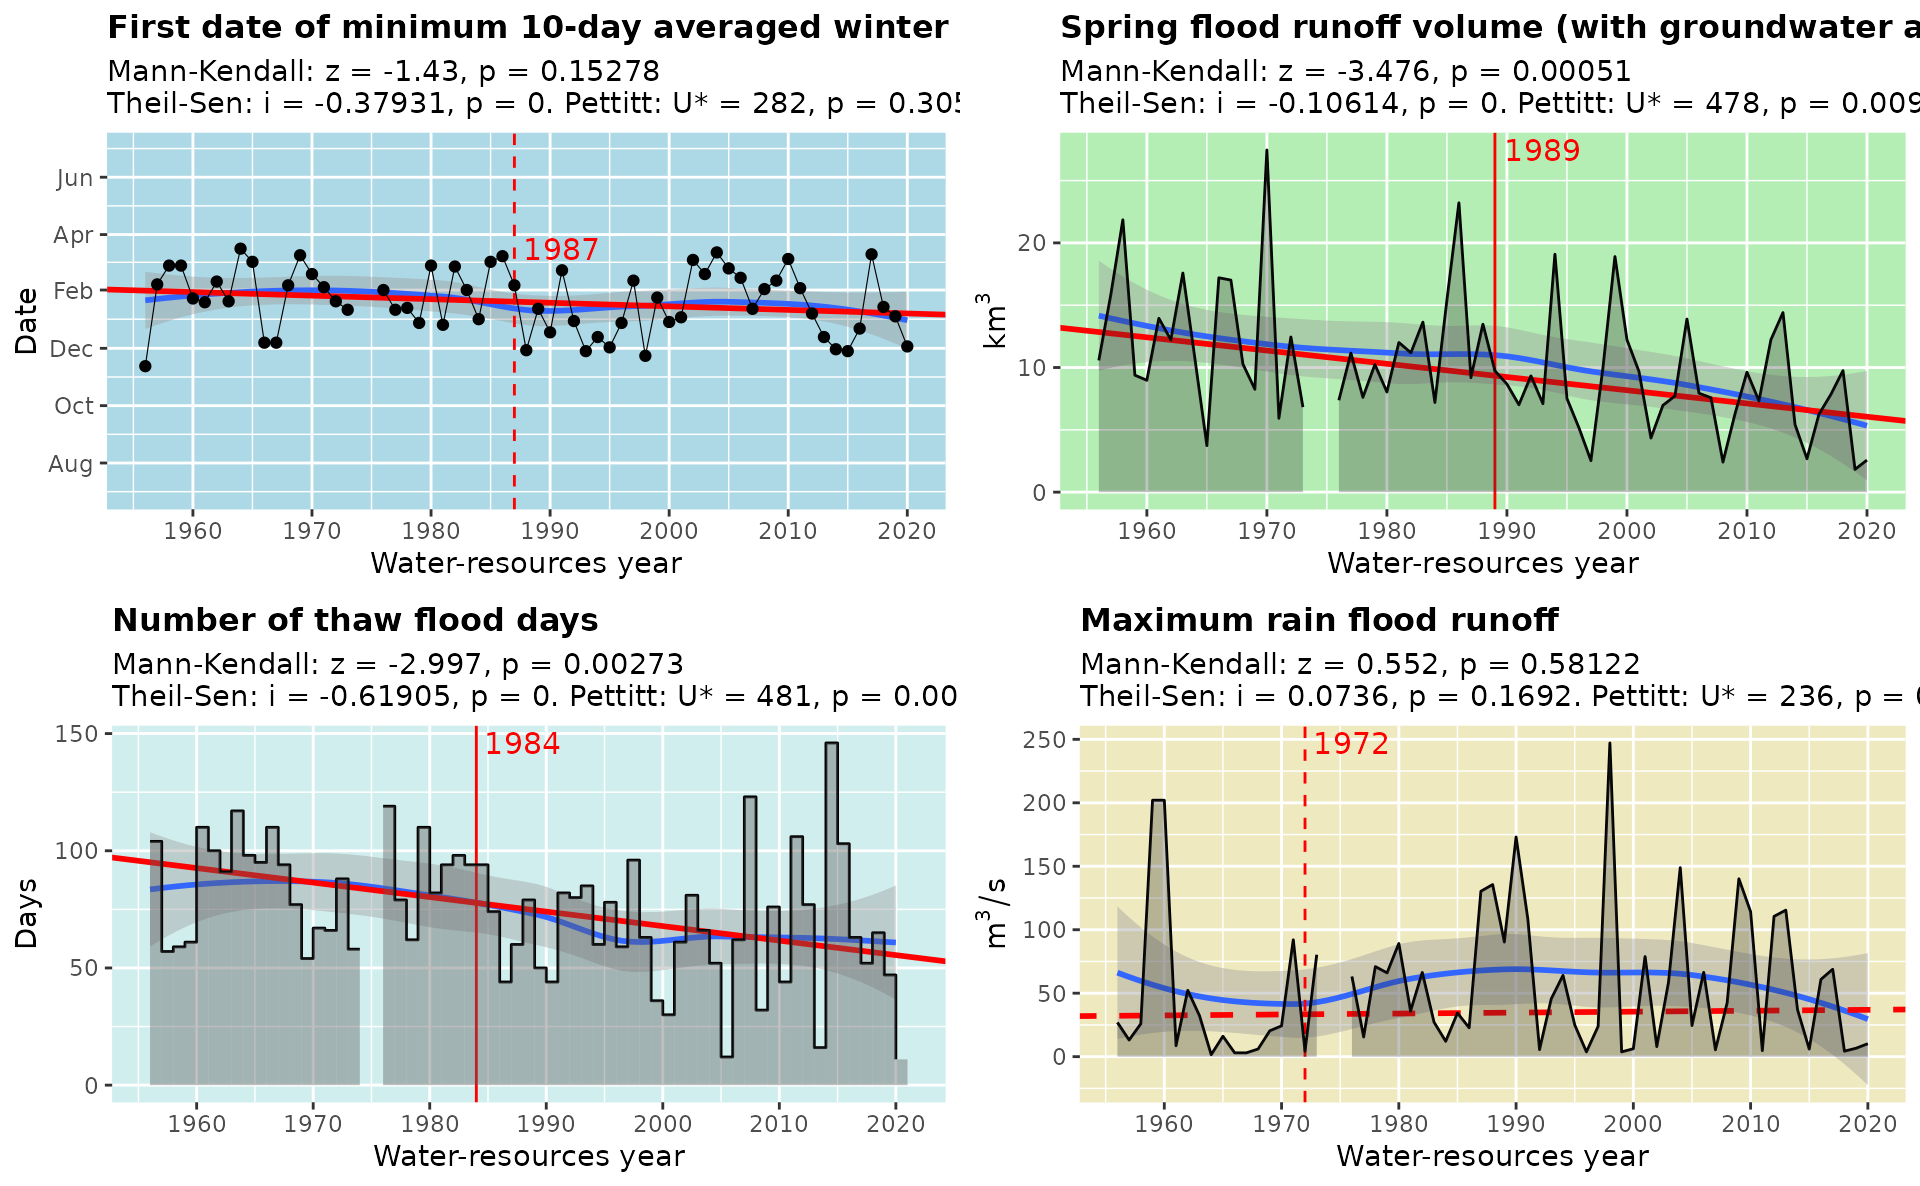 First date of minimum 10-day averaged winter
Mann-Kendall: z = -1.43, p = 0.15278
Theil-Sen: i = -0.37931, p = 0. Pettitt: U* = 282, p = 0.305
Jun
Apr
Feb
Dec
Oct
Aug
Date
1987
1960 1970 1980 1990 2000 2010 2020
Water-resources year
Spring flood runoff volume (with groundwater a
Mann-Kendall: z = -3.476, p = 0.00051
Theil-Sen: i = -0.10614, p = 0. Pettitt: U* = 478, p = 0.009
20
10
0
km³
1989
1960 1970 1980 1990 2000 2010 2020
Water-resources year
Number of thaw flood days
Mann-Kendall: z = -2.997, p = 0.00273
Theil-Sen: i = -0.61905, p = 0. Pettitt: U* = 481, p = 0.00
150
100
50
0
Days
1984
1960 1970 1980 1990 2000 2010 2020
Water-resources year
Maximum rain flood runoff
Mann-Kendall: z = 0.552, p = 0.58122
Theil-Sen: i = 0.0736, p = 0.1692. Pettitt: U* = 236, p =
250
200
150
100
50
0
m³/s
1972
1960 1970 1980 1990 2000 2010 2020
Water-resources year